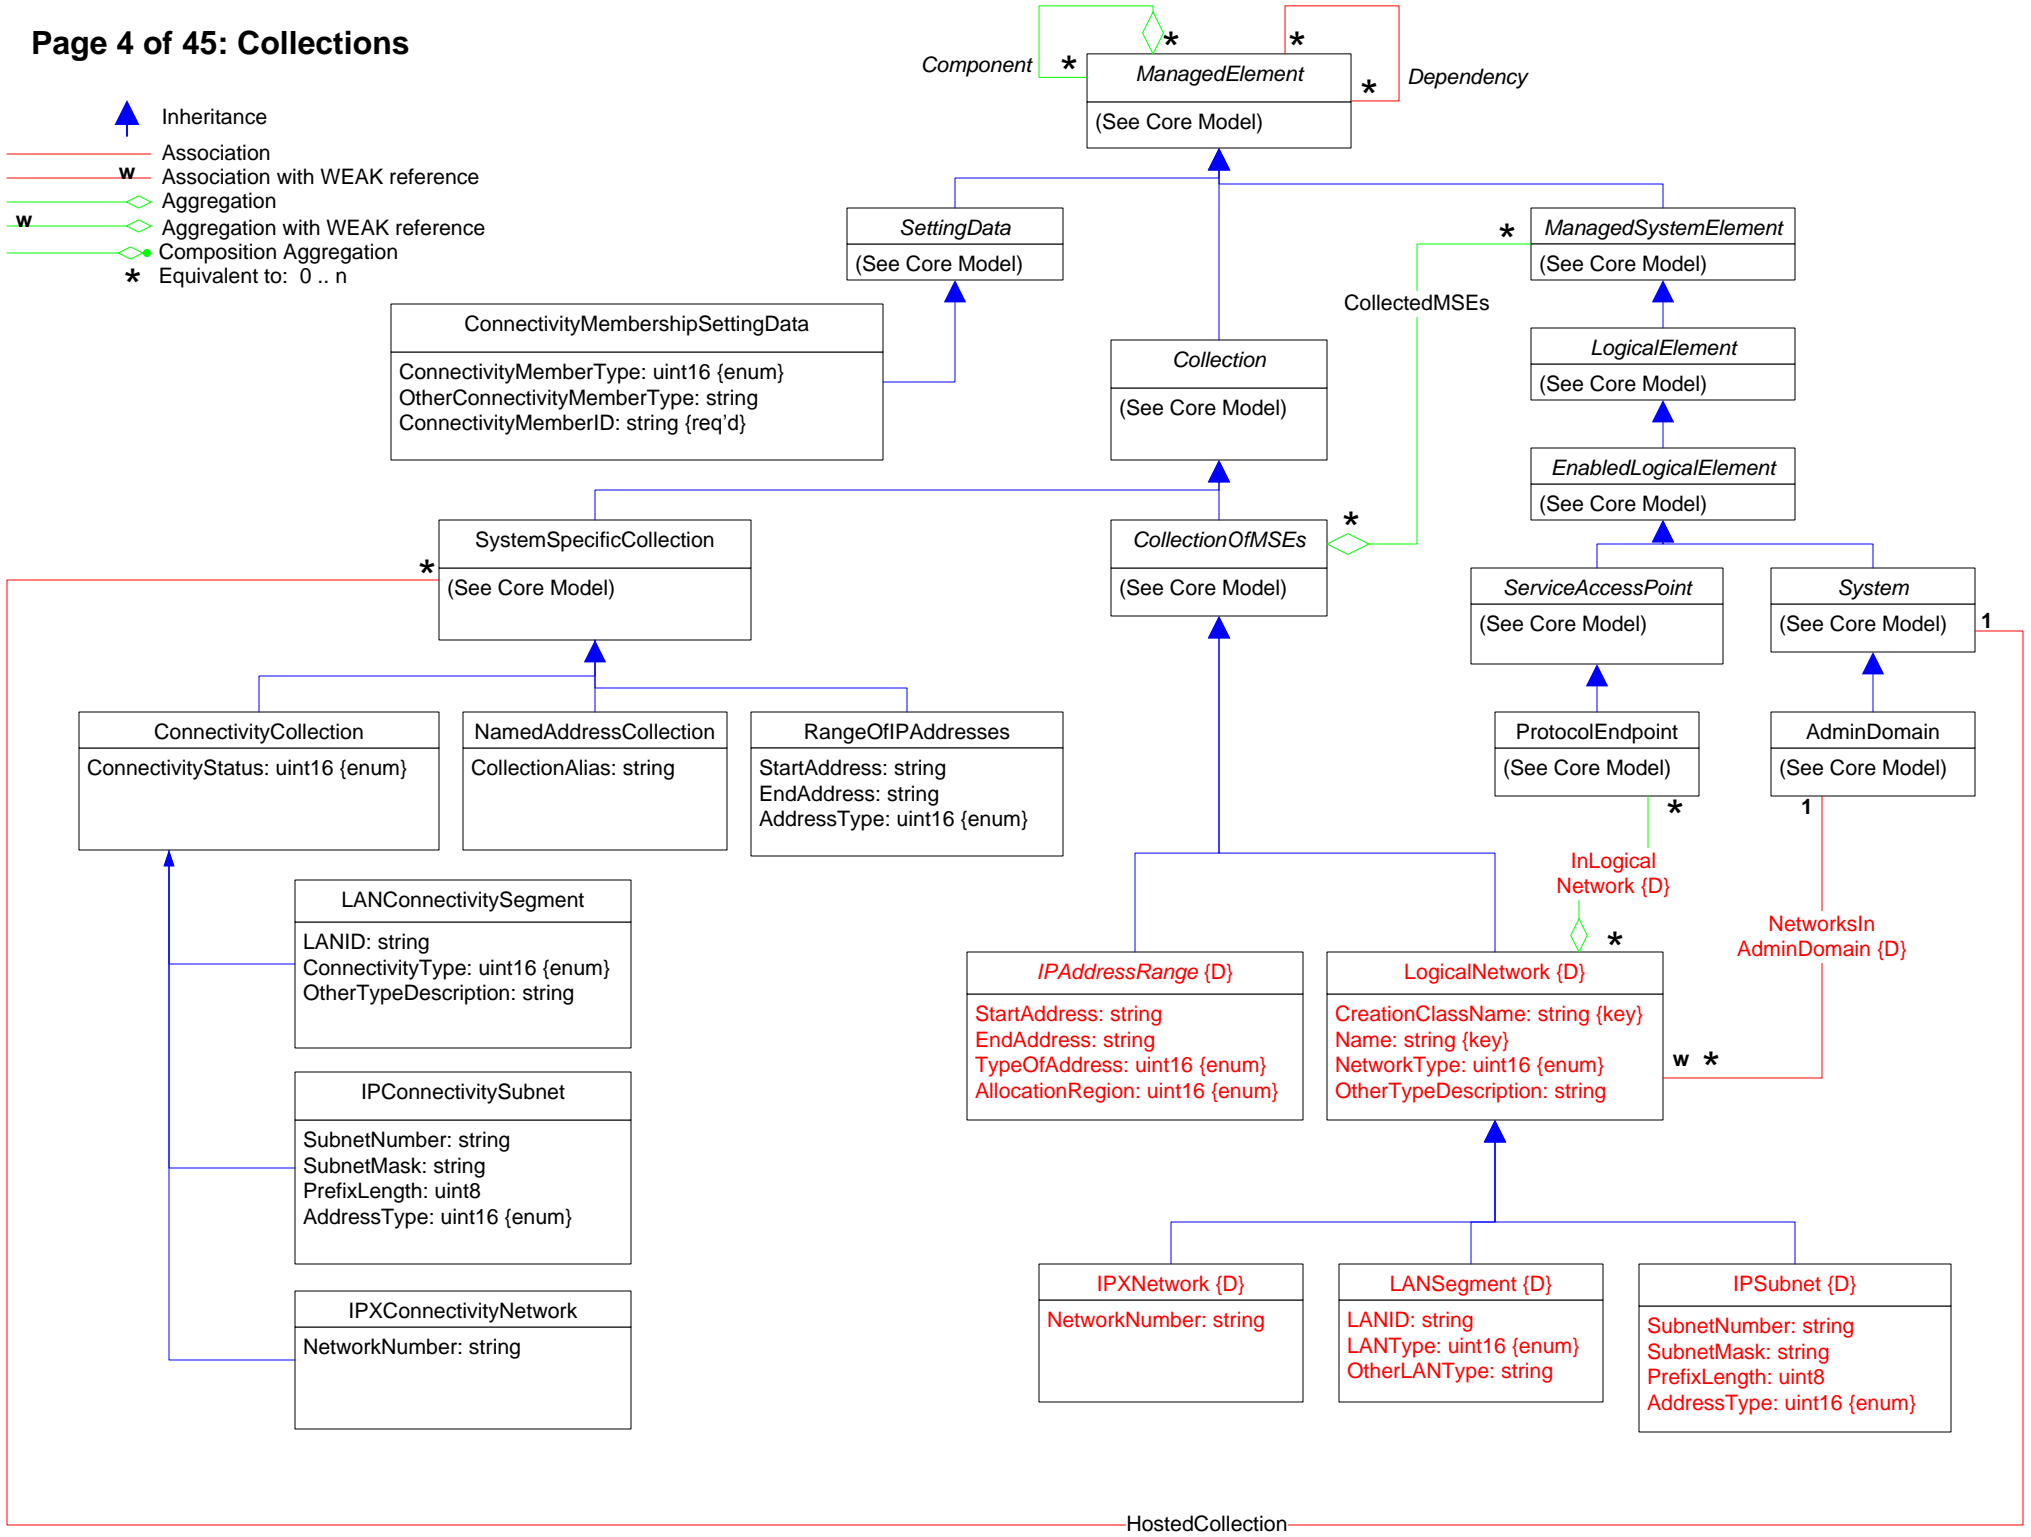 Page 4 of 45: Collections
Inheritance
Association
w
Association with WEAK reference
Aggregation
w
Aggregation with WEAK reference
Composition Aggregation
* Equivalent to: 0 .. n
Component
*
*
ManagedElement
(See Core Model)
*
*
Dependency
SettingData
(See Core Model)
*
ManagedSystemElement
(See Core Model)
CollectedMSEs
ConnectivityMembershipSettingData
ConnectivityMemberType: uint16 {enum}
OtherConnectivityMemberType: string
ConnectivityMemberID: string {req’d}
Collection
(See Core Model)
LogicalElement
(See Core Model)
EnabledLogicalElement
(See Core Model)
*
SystemSpecificCollection
(See Core Model)
CollectionOfMSEs
(See Core Model)
*
ServiceAccessPoint
(See Core Model)
System
(See Core Model)
1
ConnectivityCollection
ConnectivityStatus: uint16 {enum}
NamedAddressCollection
CollectionAlias: string
RangeOfIPAddresses
StartAddress: string
EndAddress: string
AddressType: uint16 {enum}
ProtocolEndpoint
(See Core Model)
*
AdminDomain
(See Core Model)
1
InLogical
Network {D}
*
NetworksIn
AdminDomain {D}
LANConnectivitySegment
LANID: string
ConnectivityType: uint16 {enum}
OtherTypeDescription: string
IPAddressRange {D}
StartAddress: string
EndAddress: string
TypeOfAddress: uint16 {enum}
AllocationRegion: uint16 {enum}
LogicalNetwork {D}
CreationClassName: string {key}
Name: string {key}
NetworkType: uint16 {enum}
OtherTypeDescription: string
w *
IPConnectivitySubnet
SubnetNumber: string
SubnetMask: string
PrefixLength: uint8
AddressType: uint16 {enum}
IPXConnectivityNetwork
NetworkNumber: string
IPXNetwork {D}
NetworkNumber: string
LANSegment {D}
LANID: string
LANType: uint16 {enum}
OtherLANType: string
IPSubnet {D}
SubnetNumber: string
SubnetMask: string
PrefixLength: uint8
AddressType: uint16 {enum}
HostedCollection